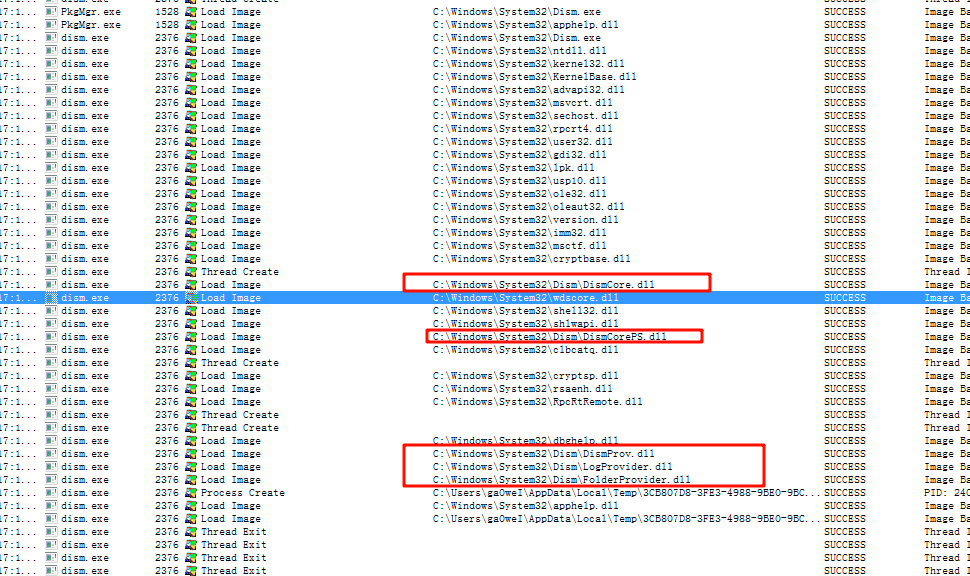 17:1... PkgMgr.exe 1528 Load Image C:\Windows\System32\Dism.exe SUCCESS Image Ba
17:1... PkgMgr.exe 1528 Load Image C:\Windows\System32\apphelp.dll SUCCESS Image Ba
17:1... dism.exe 2376 Load Image C:\Windows\System32\Dism.exe SUCCESS Image Ba
17:1... dism.exe 2376 Load Image C:\Windows\System32\ntdll.dll SUCCESS Image Ba
17:1... dism.exe 2376 Load Image C:\Windows\System32\kernel32.dll SUCCESS Image Ba
17:1... dism.exe 2376 Load Image C:\Windows\System32\KernelBase.dll SUCCESS Image Ba
17:1... dism.exe 2376 Load Image C:\Windows\System32\advapi32.dll SUCCESS Image Ba
17:1... dism.exe 2376 Load Image C:\Windows\System32\msvcrt.dll SUCCESS Image Ba
17:1... dism.exe 2376 Load Image C:\Windows\System32\sechost.dll SUCCESS Image Ba
17:1... dism.exe 2376 Load Image C:\Windows\System32\rpcrt4.dll SUCCESS Image Ba
17:1... dism.exe 2376 Load Image C:\Windows\System32\user32.dll SUCCESS Image Ba
17:1... dism.exe 2376 Load Image C:\Windows\System32\gdi32.dll SUCCESS Image Ba
17:1... dism.exe 2376 Load Image C:\Windows\System32\lpk.dll SUCCESS Image Ba
17:1... dism.exe 2376 Load Image C:\Windows\System32\usp10.dll SUCCESS Image Ba
17:1... dism.exe 2376 Load Image C:\Windows\System32\ole32.dll SUCCESS Image Ba
17:1... dism.exe 2376 Load Image C:\Windows\System32\oleaut32.dll SUCCESS Image Ba
17:1... dism.exe 2376 Load Image C:\Windows\System32\version.dll SUCCESS Image Ba
17:1... dism.exe 2376 Load Image C:\Windows\System32\imm32.dll SUCCESS Image Ba
17:1... dism.exe 2376 Load Image C:\Windows\System32\msctf.dll SUCCESS Image Ba
17:1... dism.exe 2376 Load Image C:\Windows\System32\cryptbase.dll SUCCESS Image Ba
17:1... dism.exe 2376 Thread Create SUCCESS Thread I
17:1... dism.exe 2376 Load Image C:\Windows\System32\Dism\DismCore.dll SUCCESS Image Ba
17:1... dism.exe 2376 Load Image C:\Windows\System32\wdscore.dll SUCCESS Image Ba
17:1... dism.exe 2376 Load Image C:\Windows\System32\shell32.dll SUCCESS Image Ba
17:1... dism.exe 2376 Load Image C:\Windows\System32\shlwapi.dll SUCCESS Image Ba
17:1... dism.exe 2376 Load Image C:\Windows\System32\Dism\DismCorePS.dll SUCCESS Image Ba
17:1... dism.exe 2376 Load Image C:\Windows\System32\clbcatq.dll SUCCESS Image Ba
17:1... dism.exe 2376 Thread Create SUCCESS Thread I
17:1... dism.exe 2376 Load Image C:\Windows\System32\cryptsp.dll SUCCESS Image Ba
17:1... dism.exe 2376 Load Image C:\Windows\System32\rsaenh.dll SUCCESS Image Ba
17:1... dism.exe 2376 Load Image C:\Windows\System32\RpcRtRemote.dll SUCCESS Image Ba
17:1... dism.exe 2376 Thread Create SUCCESS Thread I
17:1... dism.exe 2376 Thread Create SUCCESS Thread I
17:1... dism.exe 2376 Load Image C:\Windows\System32\dbghelp.dll SUCCESS Image Ba
17:1... dism.exe 2376 Load Image C:\Windows\System32\Dism\DismProv.dll SUCCESS Image Ba
17:1... dism.exe 2376 Load Image C:\Windows\System32\Dism\LogProvider.dll SUCCESS Image Ba
17:1... dism.exe 2376 Load Image C:\Windows\System32\Dism\FolderProvider.dll SUCCESS Image Ba
17:1... dism.exe 2376 Process Create C:\Users\ga0weI\AppData\Local\Temp\3CB807D8-3FE3-4988-9BE0-9BC... SUCCESS PID: 240
17:1... dism.exe 2376 Load Image C:\Windows\System32\apphelp.dll SUCCESS Image Ba
17:1... dism.exe 2376 Load Image C:\Users\ga0weI\AppData\Local\Temp\3CB807D8-3FE3-4988-9BE0-9BC... SUCCESS Image Ba
17:1... dism.exe 2376 Thread Exit SUCCESS Thread I
17:1... dism.exe 2376 Thread Exit SUCCESS Thread I
17:1... dism.exe 2376 Thread Exit SUCCESS Thread I
17:1... dism.exe 2376 Thread Exit SUCCESS Thread I